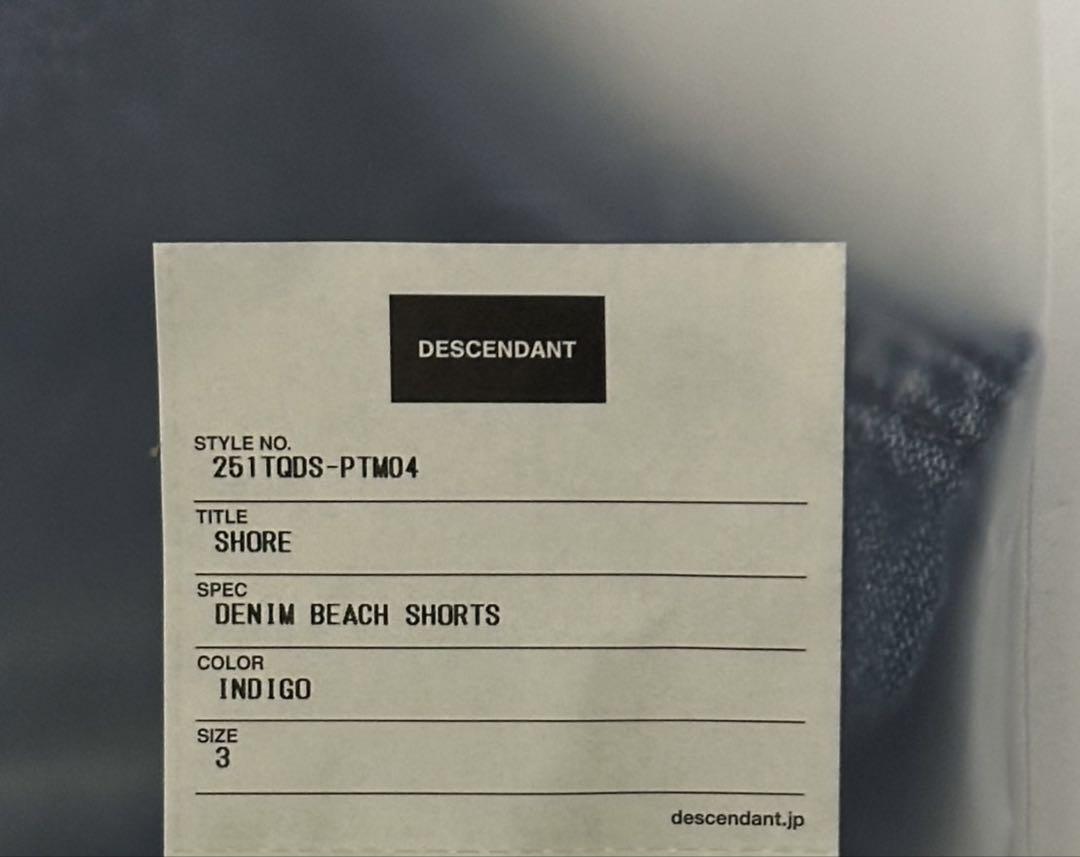 DESCENDANT
STYLE NO.
251TQDS-PTM04
TITLE
SHORE
SPEC
DENIM BEACH SHORTS
COLOR
INDIGO
SIZE
3
descendant.jp